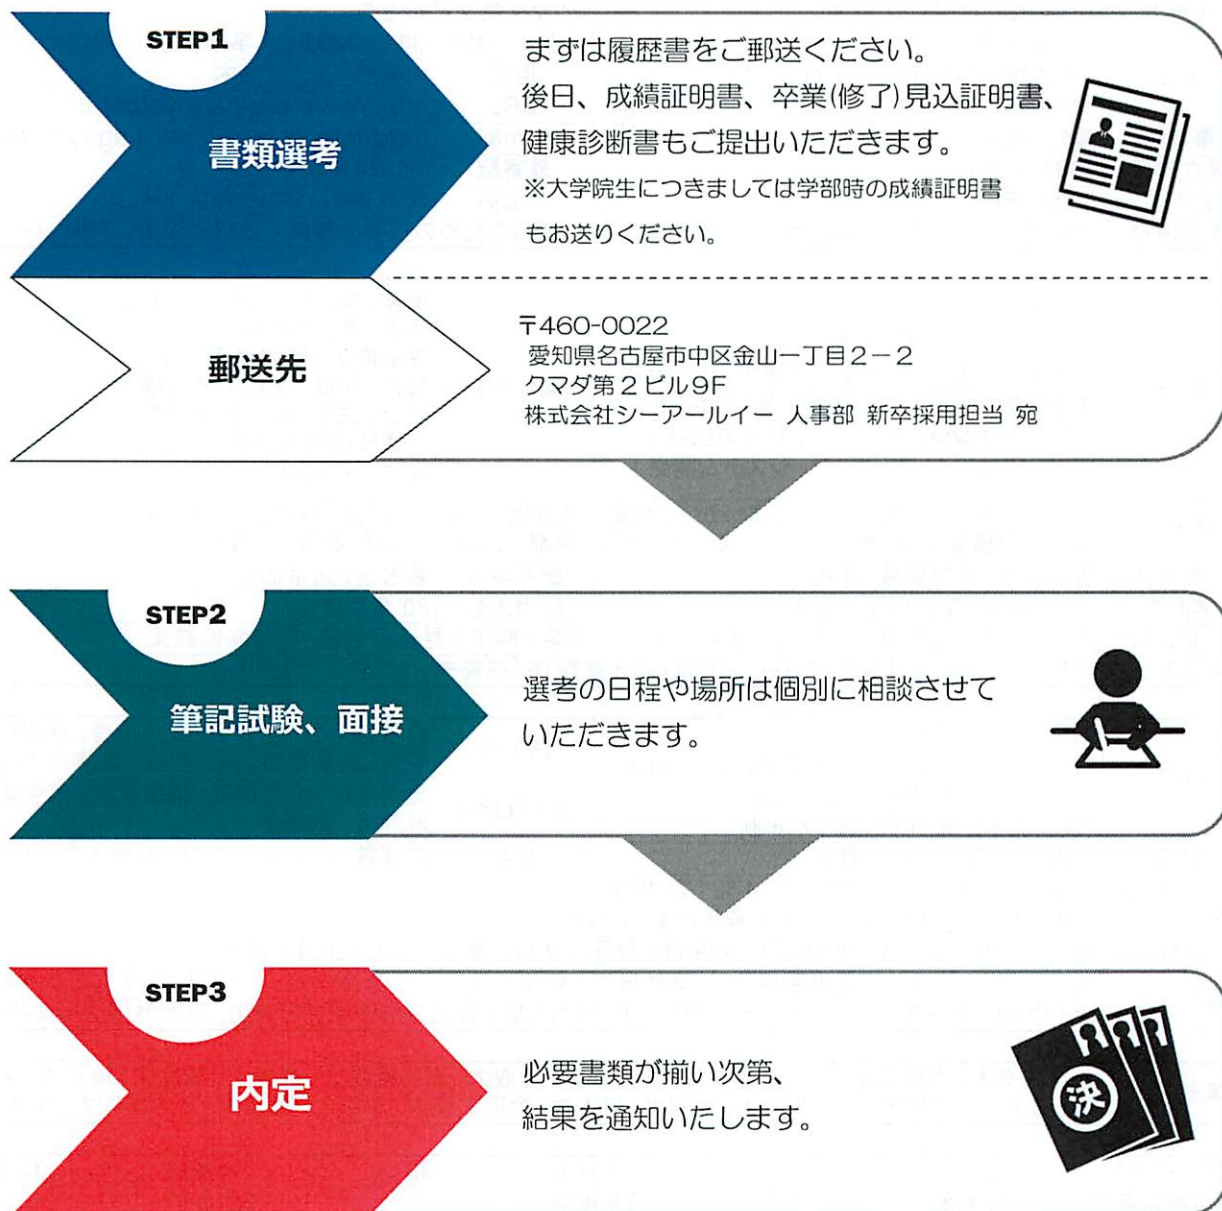 STEP1
書類選考
まずは履歴書をご郵送ください。
後日、成績証明書、卒業(修了)見込証明書、
健康診断書もご提出いただきます。
※大学院生につきましては学部時の成績証明書
もお送りください。
郵送先
〒460-0022
愛知県名古屋市中区金山一丁目2-2
クマダ第2ビル9F
株式会社シーアールイー 人事部 新卒採用担当 宛
STEP2
筆記試験、面接
選考の日程や場所は個別に相談させて
いただきます。
STEP3
内定
必要書類が揃い次第、
結果を通知いたします。
決